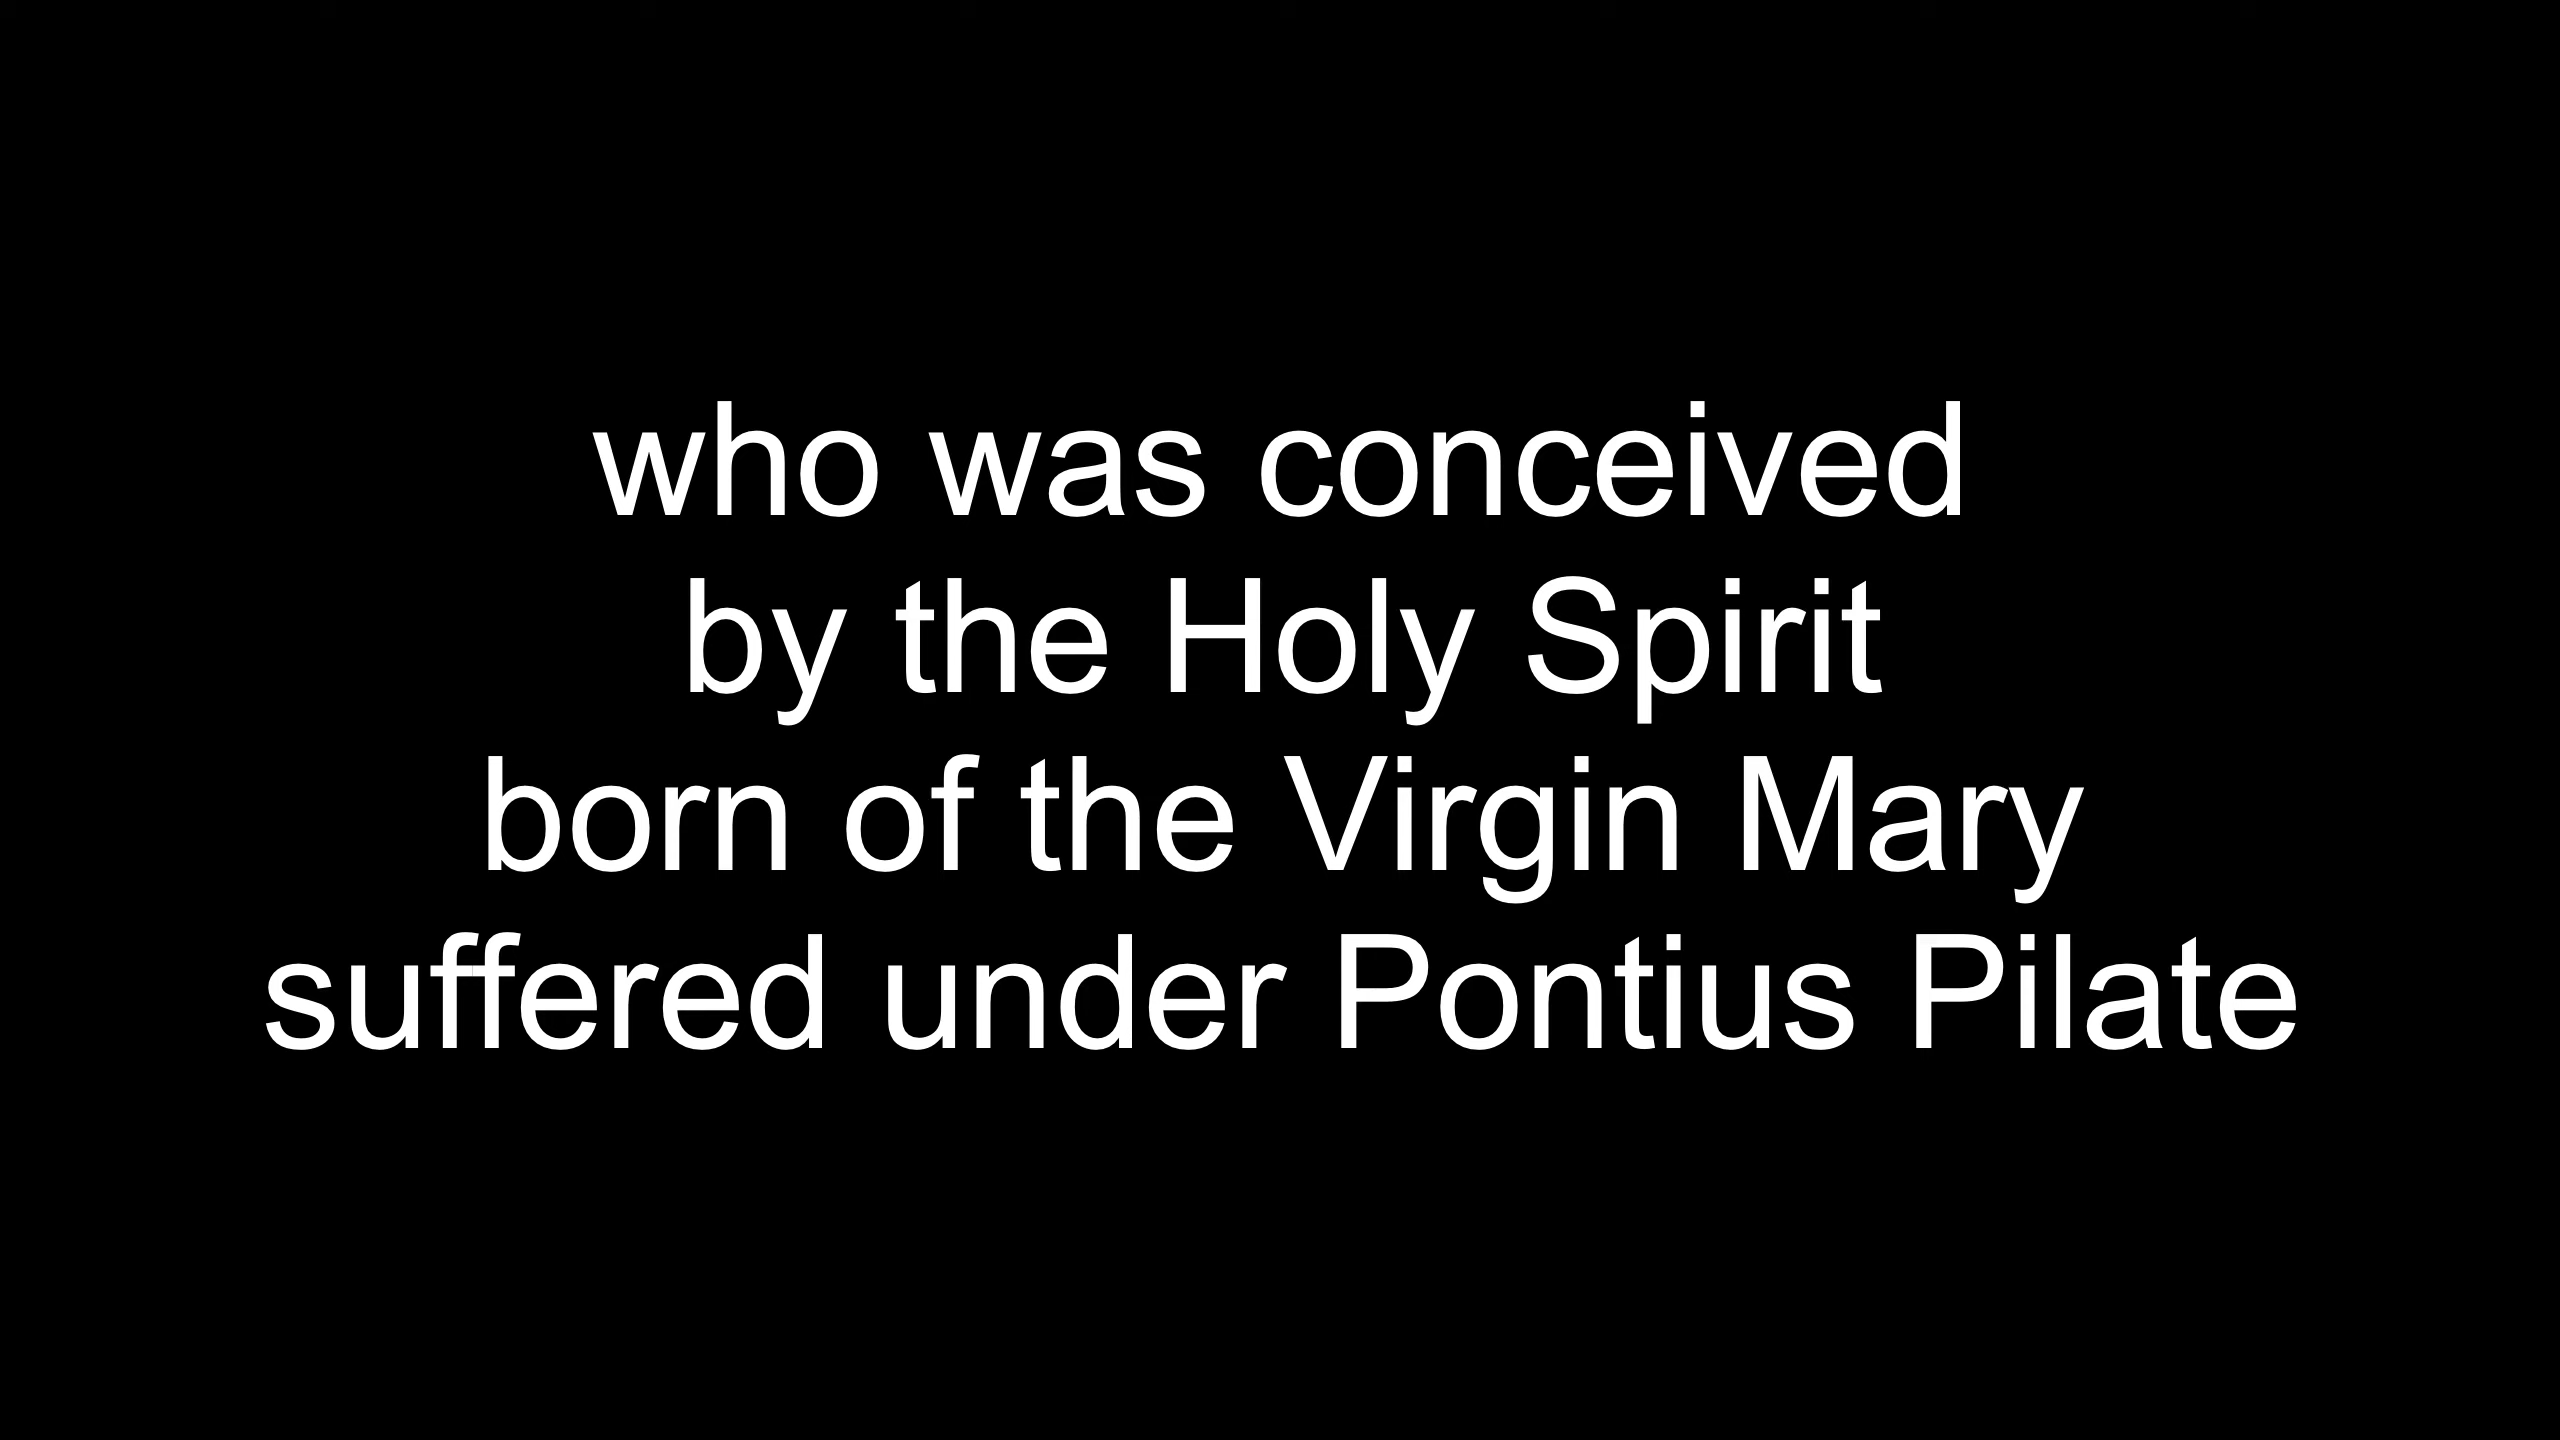 who was conceived
by the Holy Spirit
born of the Virgin Mary
suffered under Pontius Pilate